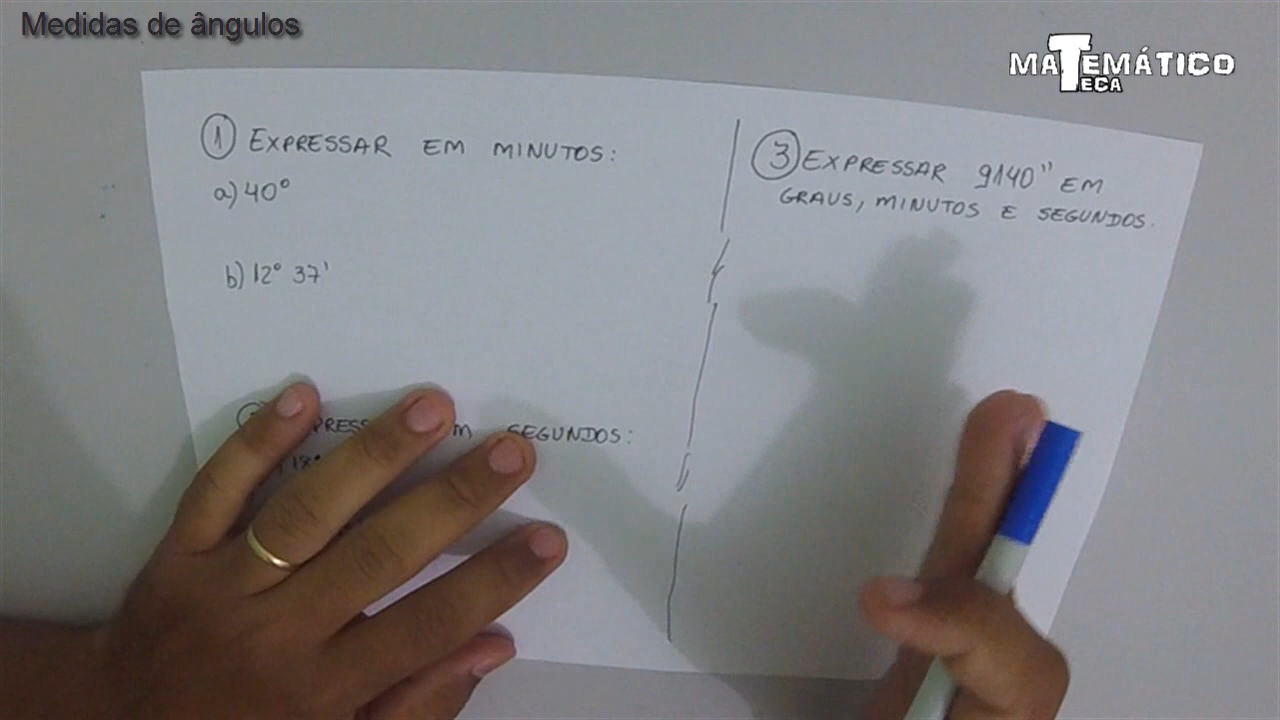 Medidas de ângulos
MATEMÁTICO
TECA
1 EXPRESSAR EM MINUTOS:
a) 40°
b) 12° 37'
SEGUNDOS:
18°
3 EXPRESSAR 9140" EM
GRAUS, MINUTOS E SEGUNDOS.